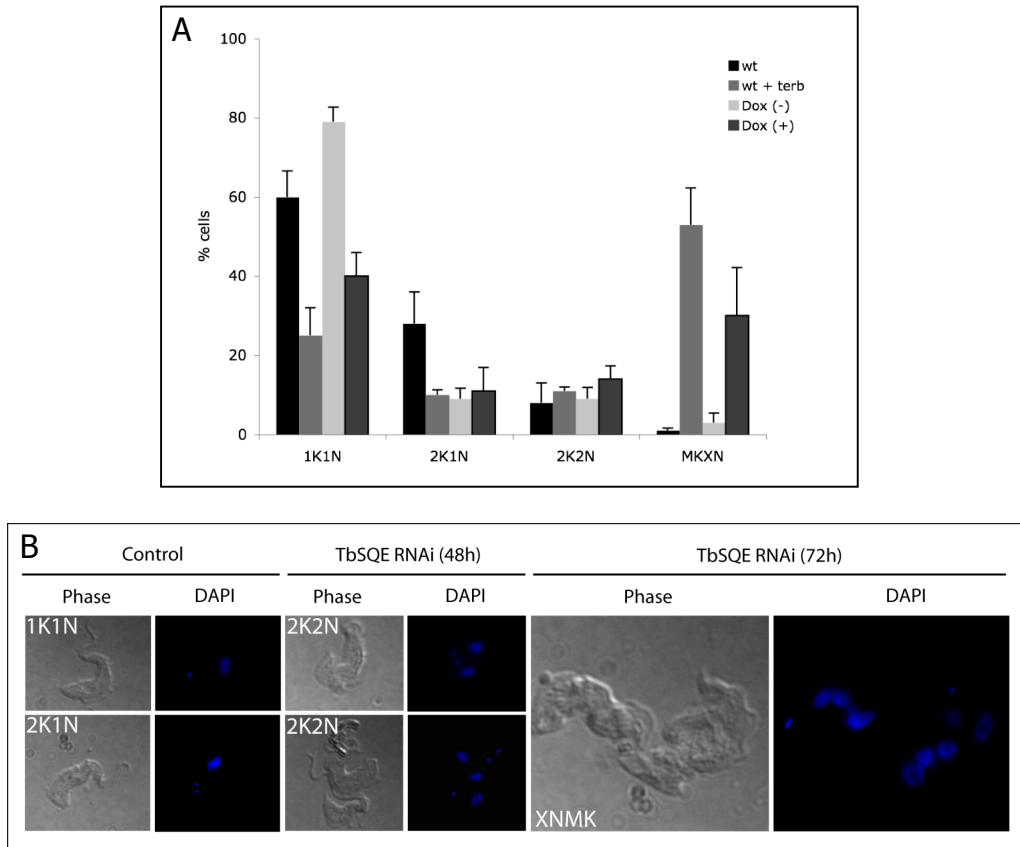 A
100
80
60
40
20
0
% cells
wt
wt + terb
Dox (-)
Dox (+)
1K1N
2K1N
2K2N
MKXN
B
Control
TbSQE RNAi (48h)
TbSQE RNAi (72h)
Phase
DAPI
Phase
DAPI
Phase
DAPI
1K1N
2K2N
2K1N
2K2N
XNMK